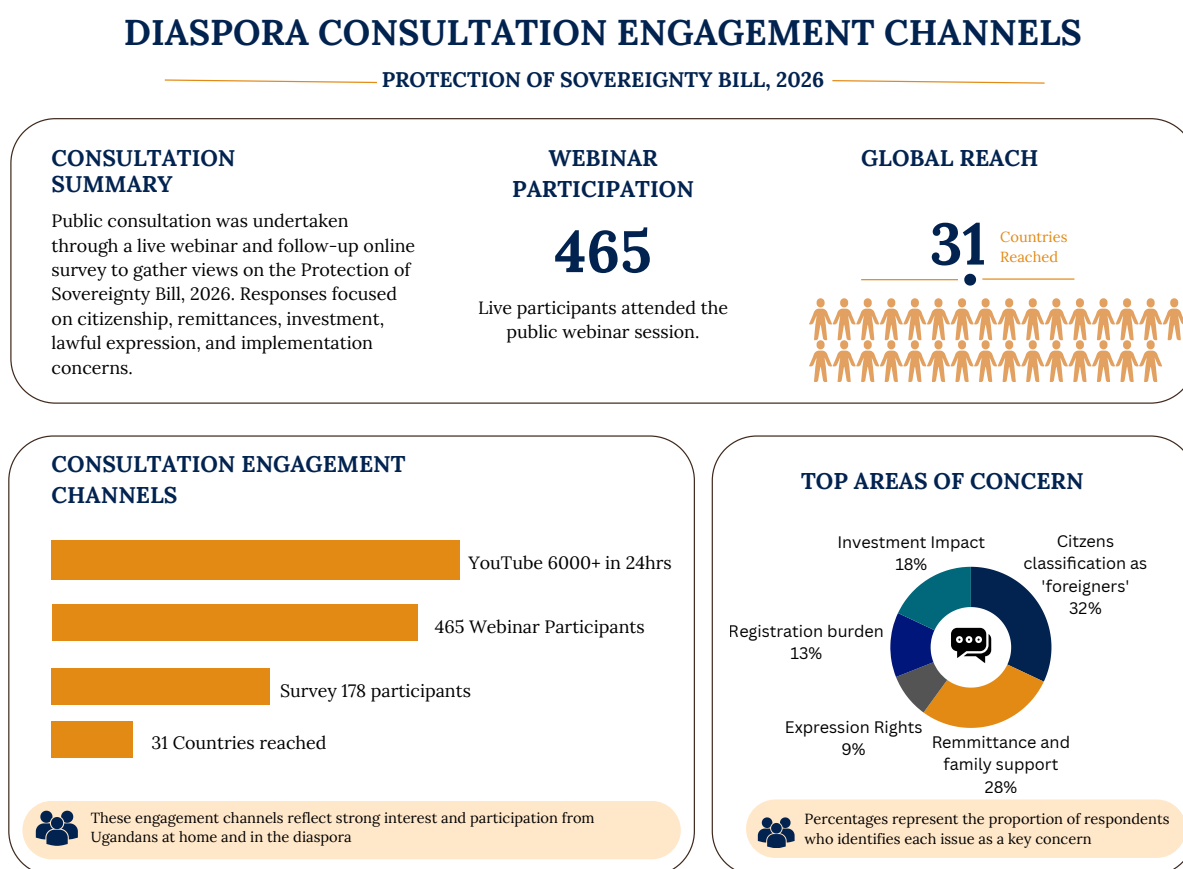 DIASPORA CONSULTATION ENGAGEMENT CHANNELS
PROTECTION OF SOVEREIGNTY BILL, 2026
CONSULTATION
SUMMARY
Public consultation was undertaken
through a live webinar and follow-up online
survey to gather views on the Protection of
Sovereignty Bill, 2026. Responses focused
on citizenship, remittances, investment,
lawful expression, and implementation
concerns.
WEBINAR
PARTICIPATION
465
Live participants attended the
public webinar session.
GLOBAL REACH
31
Countries
Reached
CONSULTATION ENGAGEMENT
CHANNELS
YouTube 6000+ in 24hrs
465 Webinar Participants
Survey 178 participants
31 Countries reached
These engagement channels reflect strong interest and participation from
Ugandans at home and in the diaspora
TOP AREAS OF CONCERN
Investment Impact
18%
Citzens
classification as
'foreigners'
32%
Registration burden
13%
Expression Rights
9%
Remmittance and
family support
28%
Percentages represent the proportion of respondents
who identifies each issue as a key concern